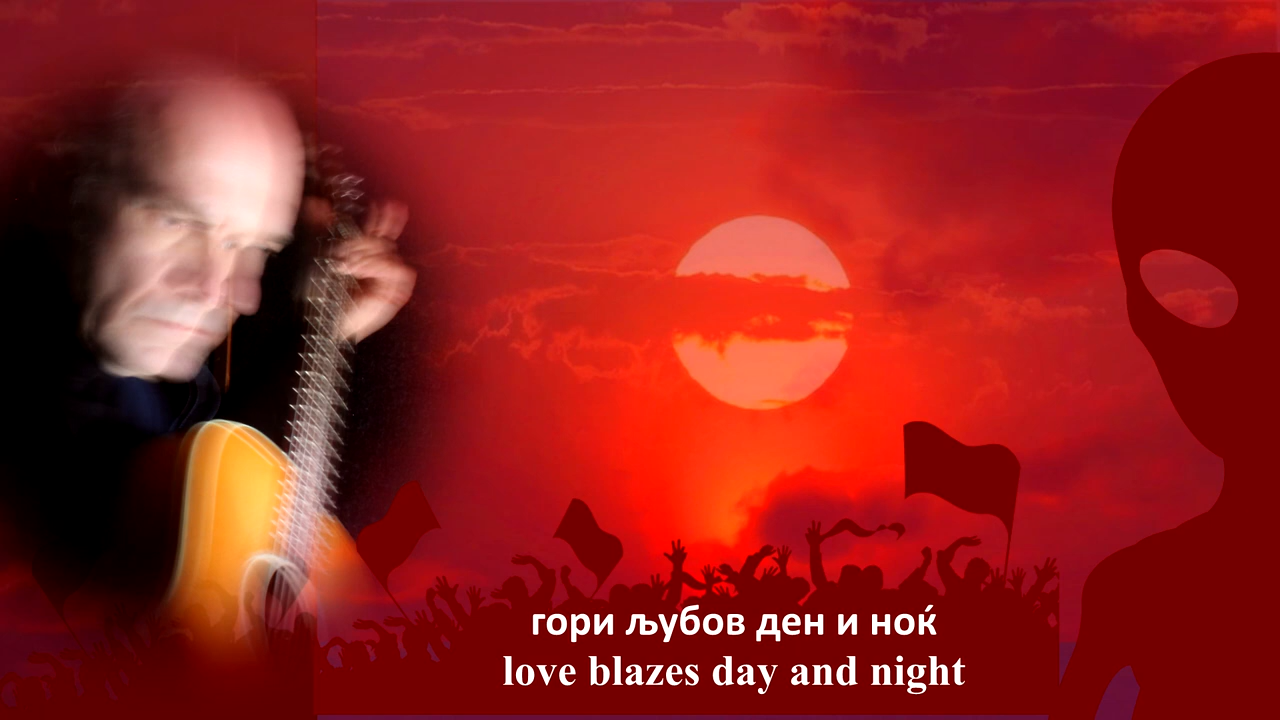 гори љубов ден и ноќ
love blazes day and night